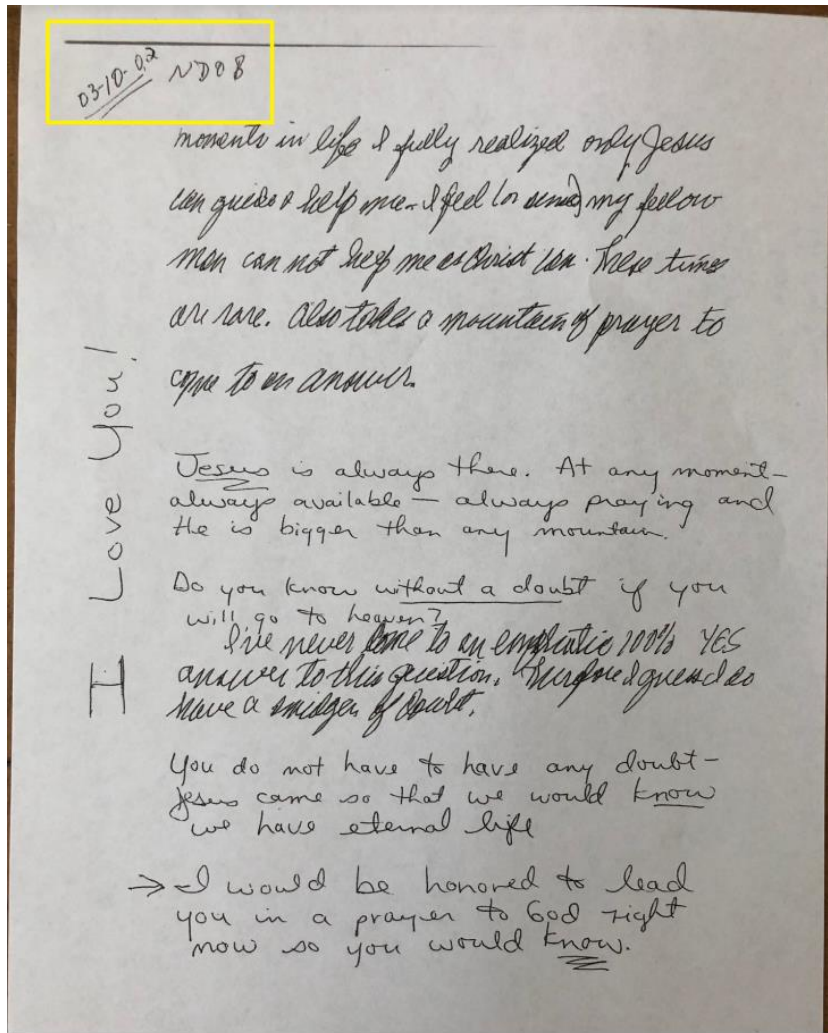 03-10-02 NDOB
moments in life I fully realized only Jesus
can guide & help me - I feel (or sense) my fellow
man can not help me as Christ can. These times
are rare. Also takes a mountain of prayer to
come to an answer.
Jesus is always there. At any moment -
always available - always praying and
He is bigger than any mountain.
Do you know without a doubt if you
will go to heaven?
I've never come to an emphatic 100% YES
answer to this question. Therefore I guess I do
have a smidgen of doubt.
You do not have to have any doubt -
Jesus came so that we would know
we have eternal life
→ I would be honored to lead
you in a prayer to God right
now so you would know.
I Love You!